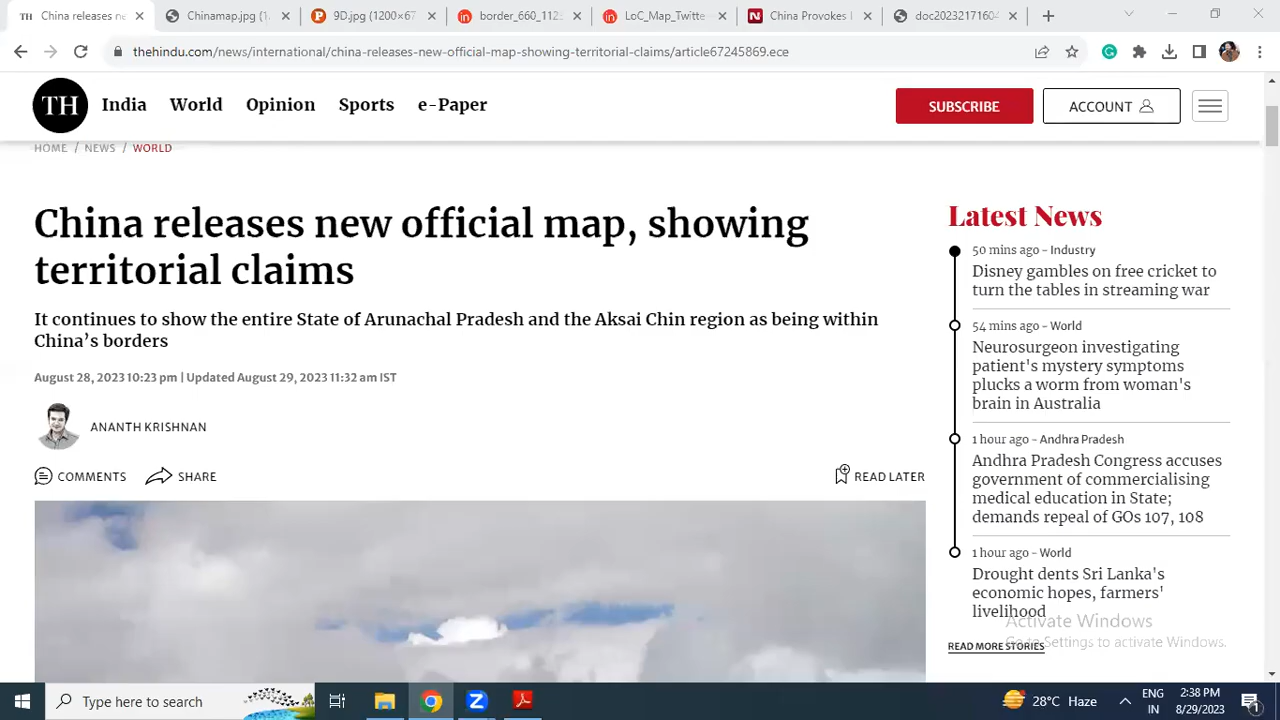 China releases n
Chinamap.jpg (1
9D.jpg (1200×67
border_660_112
LoC_Map_Twitte
China Provokes I
doc20232171604
thehindu.com/news/international/china-releases-new-official-map-showing-territorial-claims/article67245869.ece
TH
India
World
Opinion
Sports
e-Paper
SUBSCRIBE
ACCOUNT
HOME / NEWS / WORLD
China releases new official map, showing
territorial claims
It continues to show the entire State of Arunachal Pradesh and the Aksai Chin region as being within
China’s borders
August 28, 2023 10:23 pm | Updated August 29, 2023 11:32 am IST
ANANTH KRISHNAN
COMMENTS
SHARE
READ LATER
Latest News
50 mins ago - Industry
Disney gambles on free cricket to
turn the tables in streaming war
54 mins ago - World
Neurosurgeon investigating
patient's mystery symptoms
plucks a worm from woman's
brain in Australia
1 hour ago - Andhra Pradesh
Andhra Pradesh Congress accuses
government of commercialising
medical education in State;
demands repeal of GOs 107, 108
1 hour ago - World
Drought dents Sri Lanka's
economic hopes, farmers'
livelihood
READ MORE STORIES
Activate Windows
Go to Settings to activate Windows.
Type here to search
28°C Haze
ENG
IN
2:38 PM
8/29/2023
1